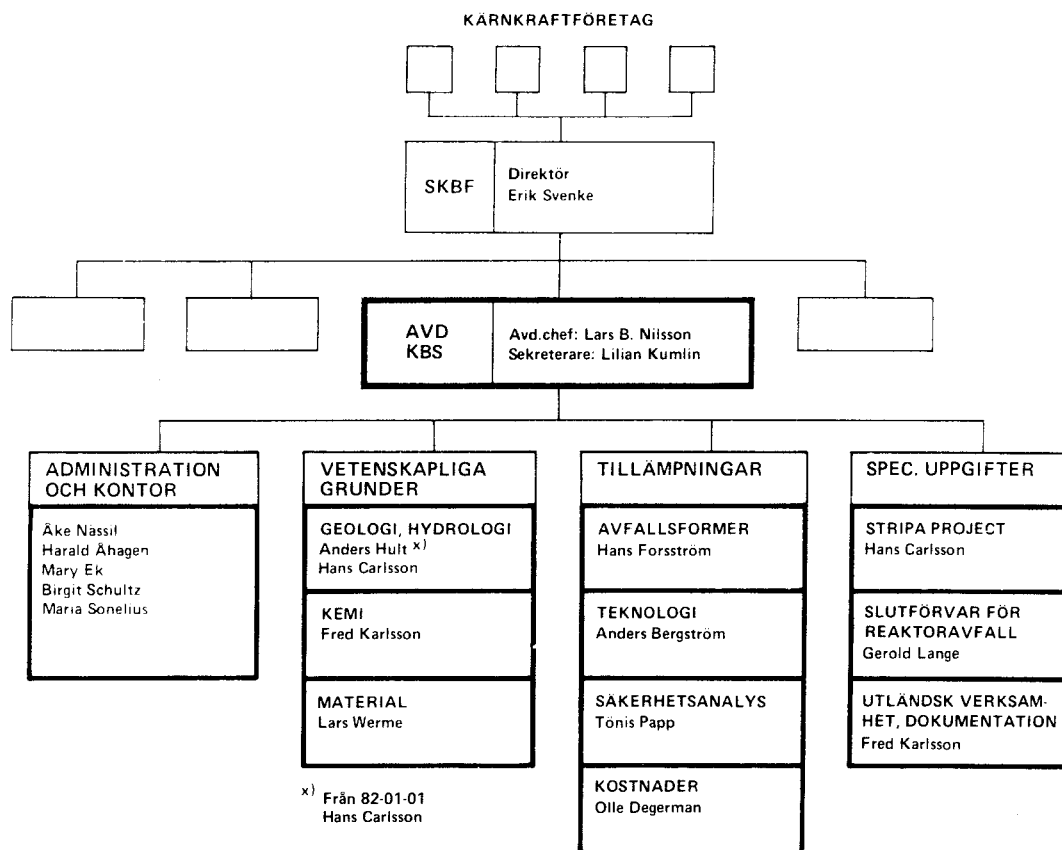 KÄRNKRAFTFÖRETAG
SKBF
Direktör
Erik Svenke
AVD
KBS
Avd.chef: Lars B. Nilsson
Sekreterare: Lilian Kumlin
ADMINISTRATION
OCH KONTOR
Åke Nässil
Harald Åhagen
Mary Ek
Birgit Schultz
Maria Sonelius
VETENSKAPLIGA
GRUNDER
GEOLOGI, HYDROLOGI
Anders Hult x)
Hans Carlsson
KEMI
Fred Karlsson
MATERIAL
Lars Werme
x) Från 82-01-01
Hans Carlsson
TILLÄMPNINGAR
AVFALLSFORMER
Hans Forsström
TEKNOLOGI
Anders Bergström
SÄKERHETSANALYS
Tönis Papp
KOSTNADER
Olle Degerman
SPEC. UPPGIFTER
STRIPA PROJECT
Hans Carlsson
SLUTFÖRVAR FÖR
REAKTORAVFALL
Gerold Lange
UTLÄNDSK VERKSAM-
HET, DOKUMENTATION
Fred Karlsson